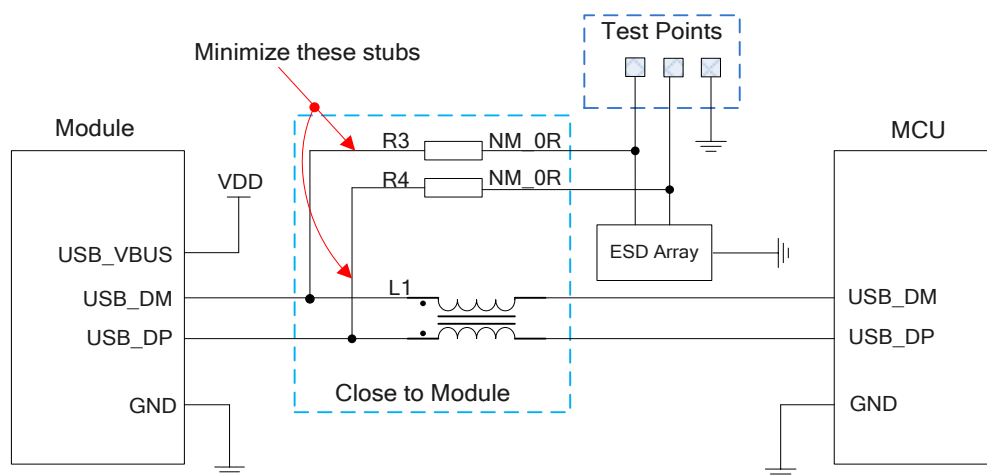 Test Points
Minimize these stubs
Module
MCU
R3
NM_0R
R4
NM_0R
VDD
ESD Array
USB_VBUS
USB_DM
L1
USB_DM
USB_DP
USB_DP
Close to Module
GND
GND